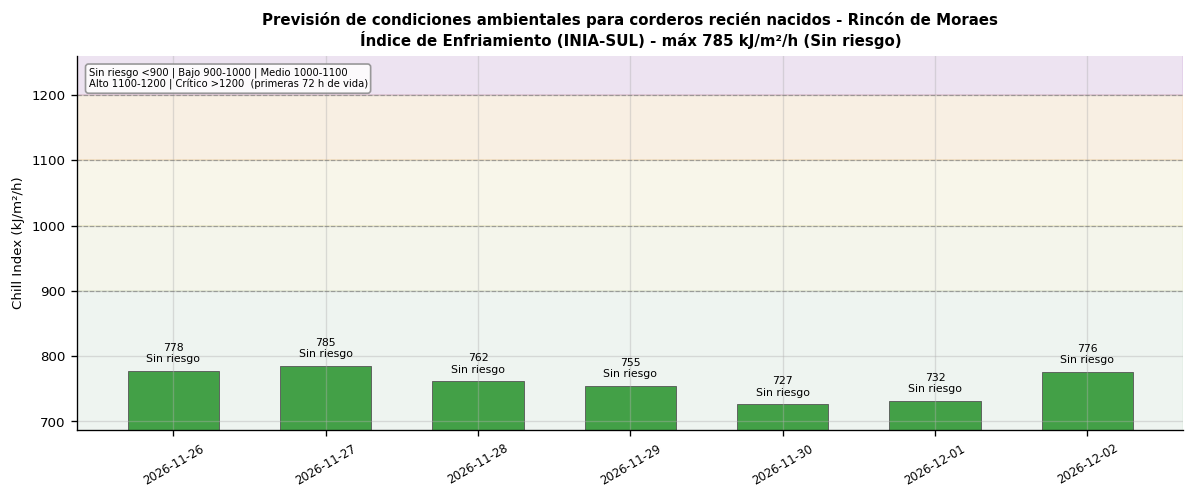 Previsión de condiciones ambientales para corderos recién nacidos - Rincón de Moraes
Índice de Enfriamiento (INIA-SUL) - máx 785 kJ/m²/h (Sin riesgo)
Sin riesgo <900 | Bajo 900-1000 | Medio 1000-1100
Alto 1100-1200 | Crítico >1200  (primeras 72 h de vida)
Chill Index (kJ/m²/h)
1200
1100
1000
900
800
700
778
Sin riesgo
785
Sin riesgo
762
Sin riesgo
755
Sin riesgo
727
Sin riesgo
732
Sin riesgo
776
Sin riesgo
2026-11-26
2026-11-27
2026-11-28
2026-11-29
2026-11-30
2026-12-01
2026-12-02